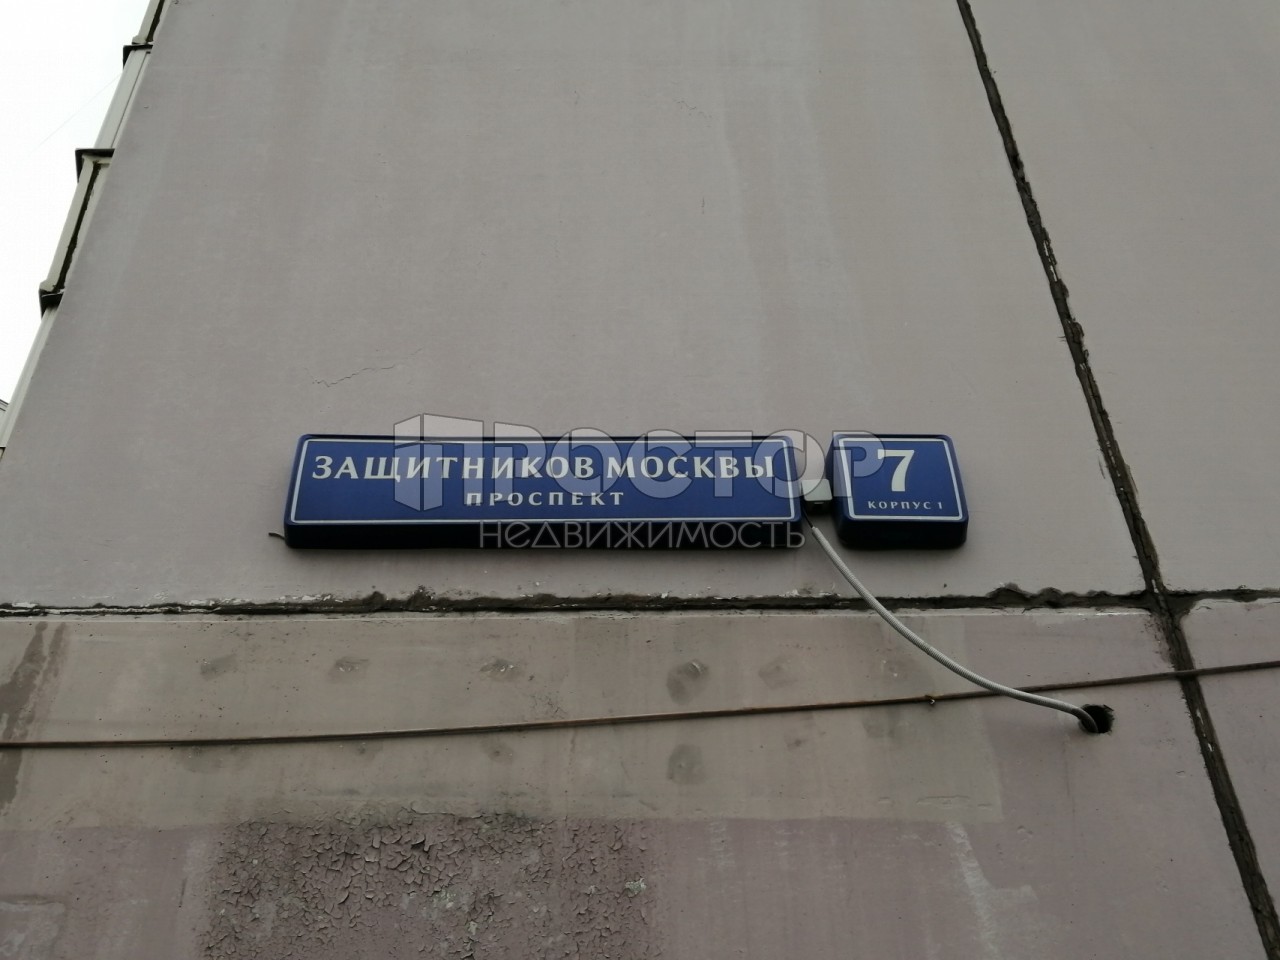 ЗАЩИТНИКОВ МОСКВЫ
ПРОСПЕКТ
7
КОРПУС 1
ПРОСТОР
НЕДВИЖИМОСТЬ